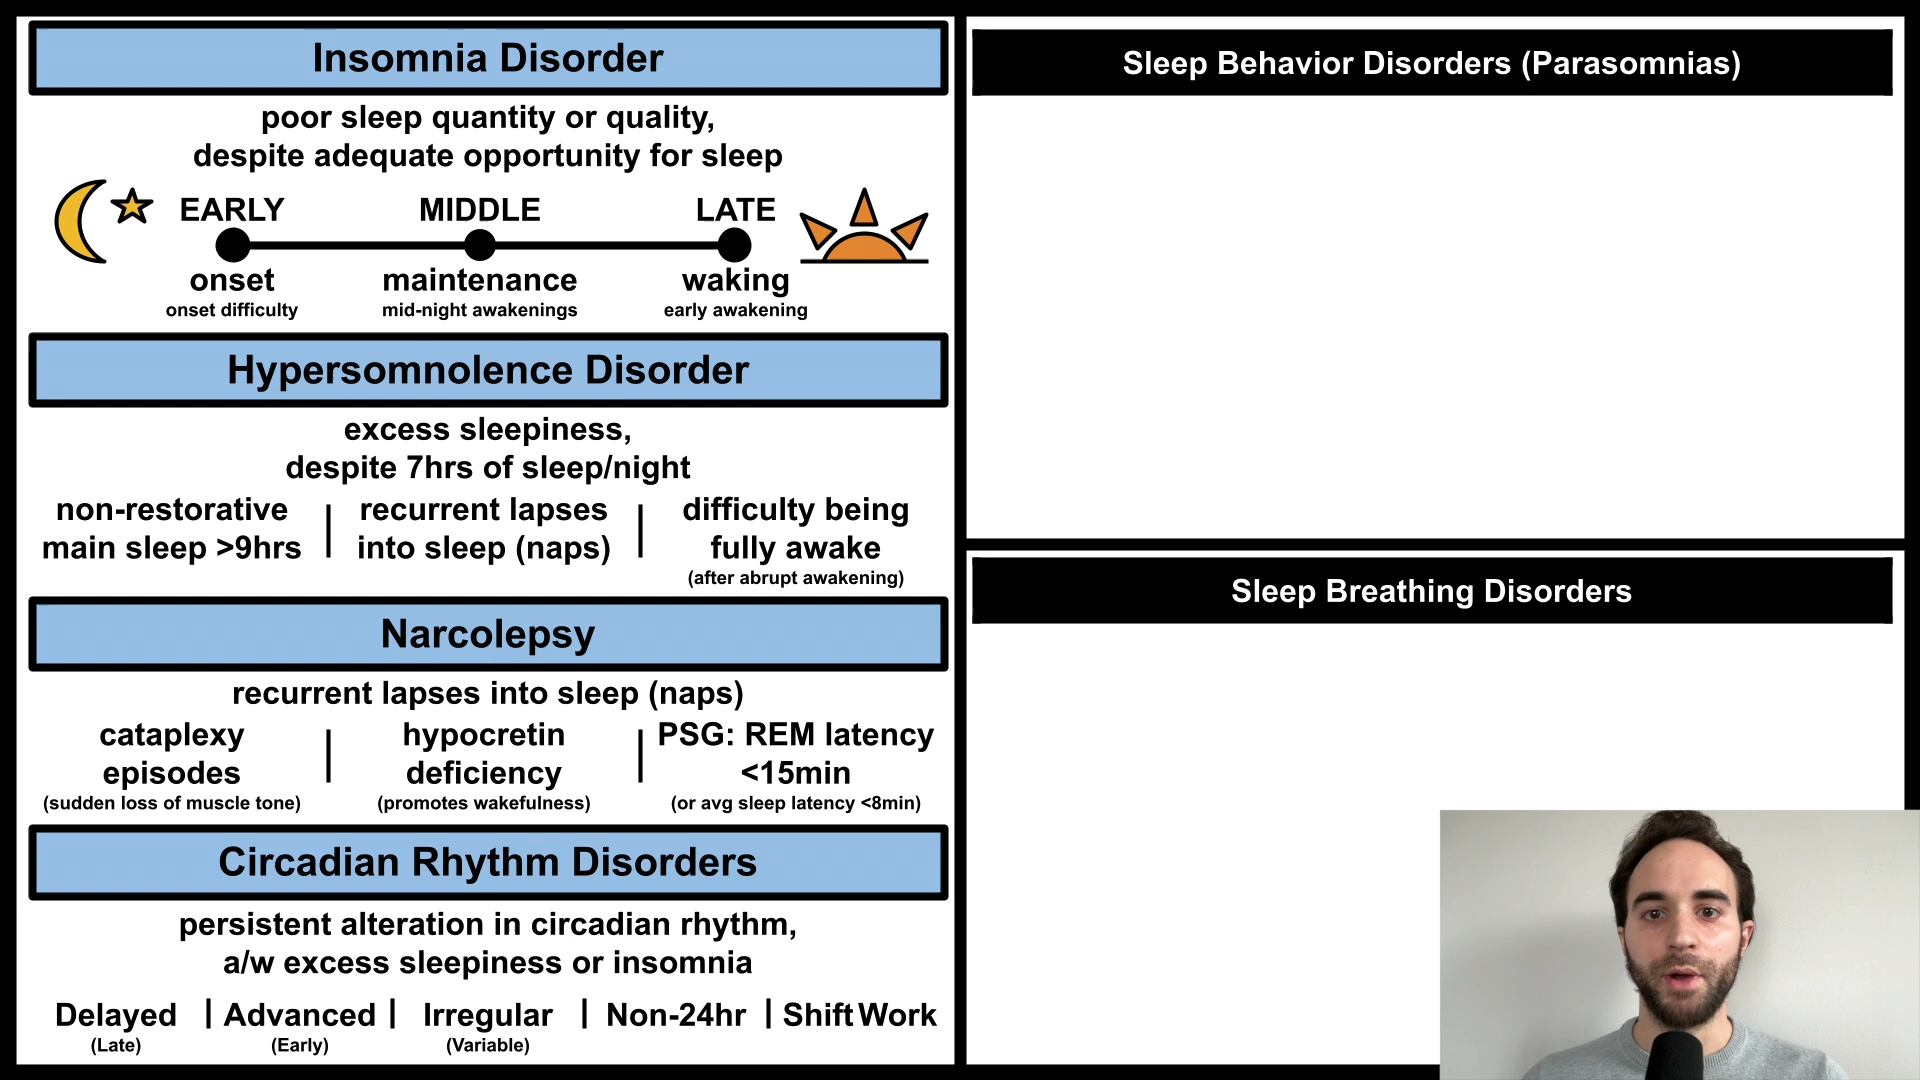 Insomnia Disorder
poor sleep quantity or quality,
despite adequate opportunity for sleep
EARLY MIDDLE LATE
onset maintenance waking
onset difficulty mid-night awakenings early awakening
Hypersomnolence Disorder
excess sleepiness,
despite 7hrs of sleep/night
non-restorative | recurrent lapses | difficulty being
main sleep >9hrs into sleep (naps) fully awake
(after abrupt awakening)
Narcolepsy
recurrent lapses into sleep (naps)
cataplexy | hypocretin | PSG: REM latency
episodes deficiency <15min
(sudden loss of muscle tone) (promotes wakefulness) (or avg sleep latency <8min)
Circadian Rhythm Disorders
persistent alteration in circadian rhythm,
a/w excess sleepiness or insomnia
Delayed | Advanced | Irregular | Non-24hr | Shift Work
(Late) (Early) (Variable)
Sleep Behavior Disorders (Parasomnias)
Sleep Breathing Disorders